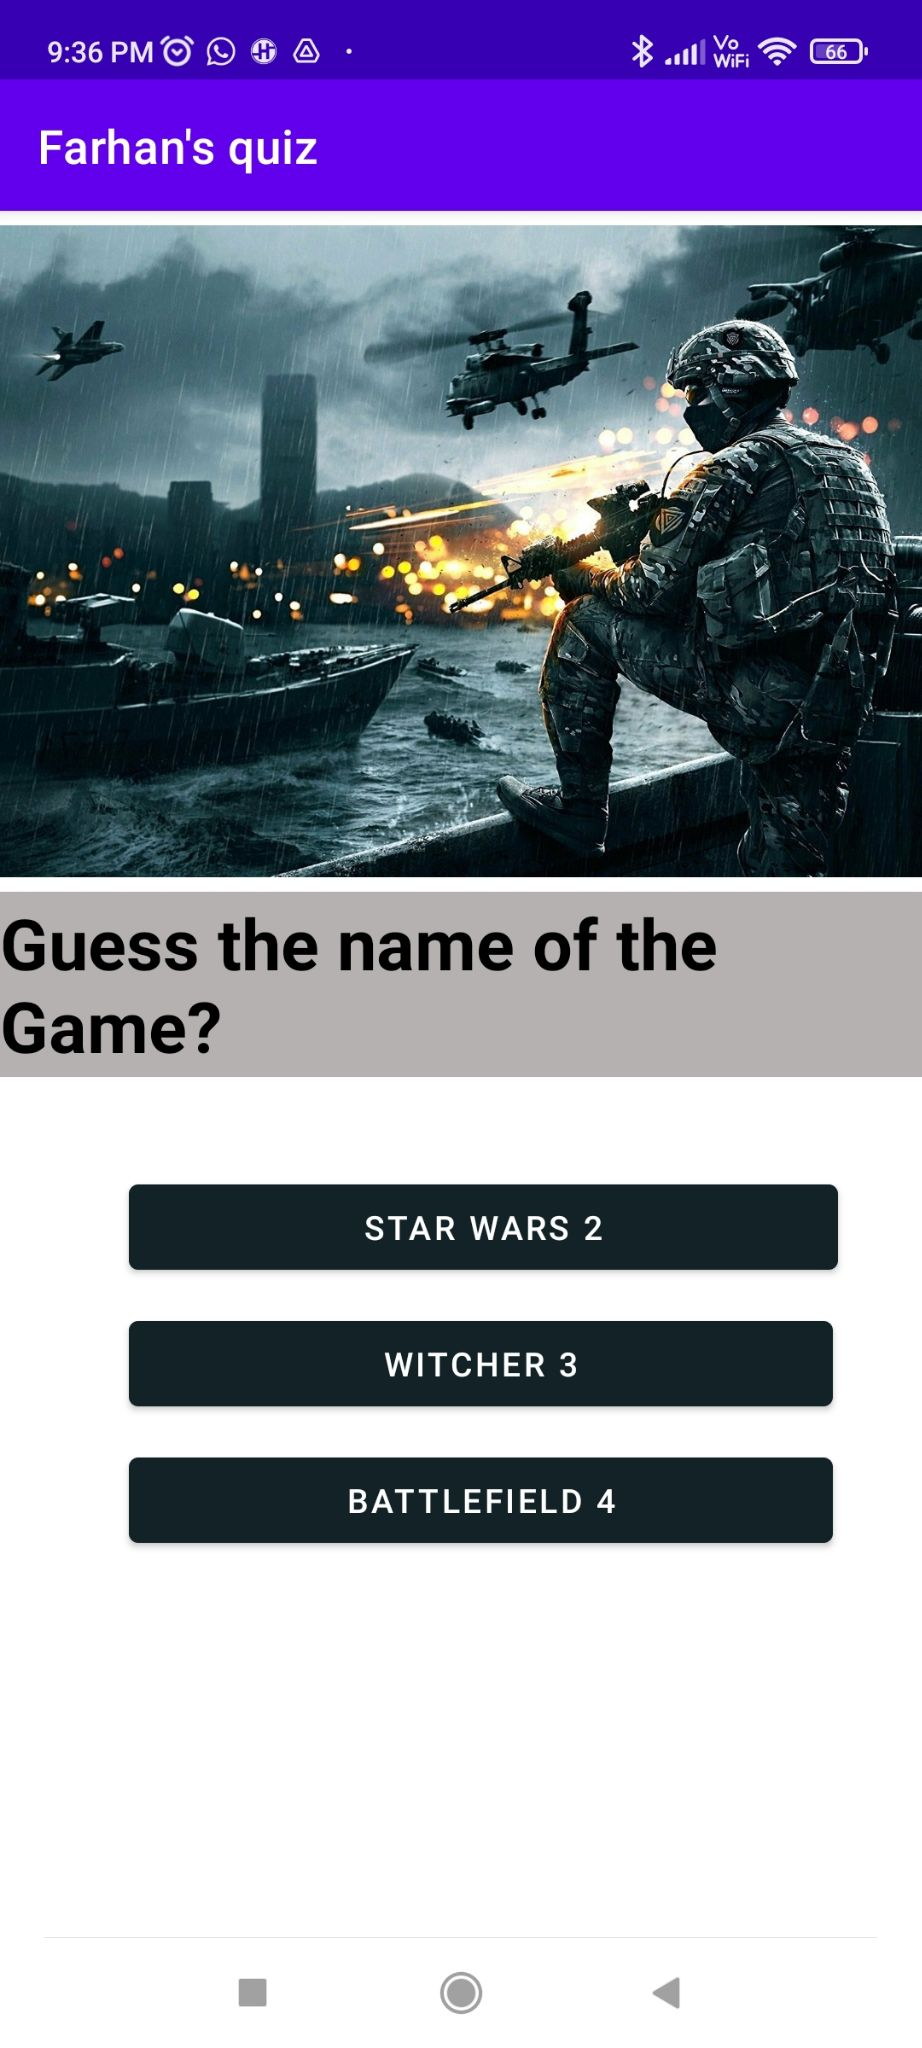 9:36 PM
Vo
WiFi
66
Farhan's quiz
Guess the name of the
Game?
STAR WARS 2
WITCHER 3
BATTLEFIELD 4